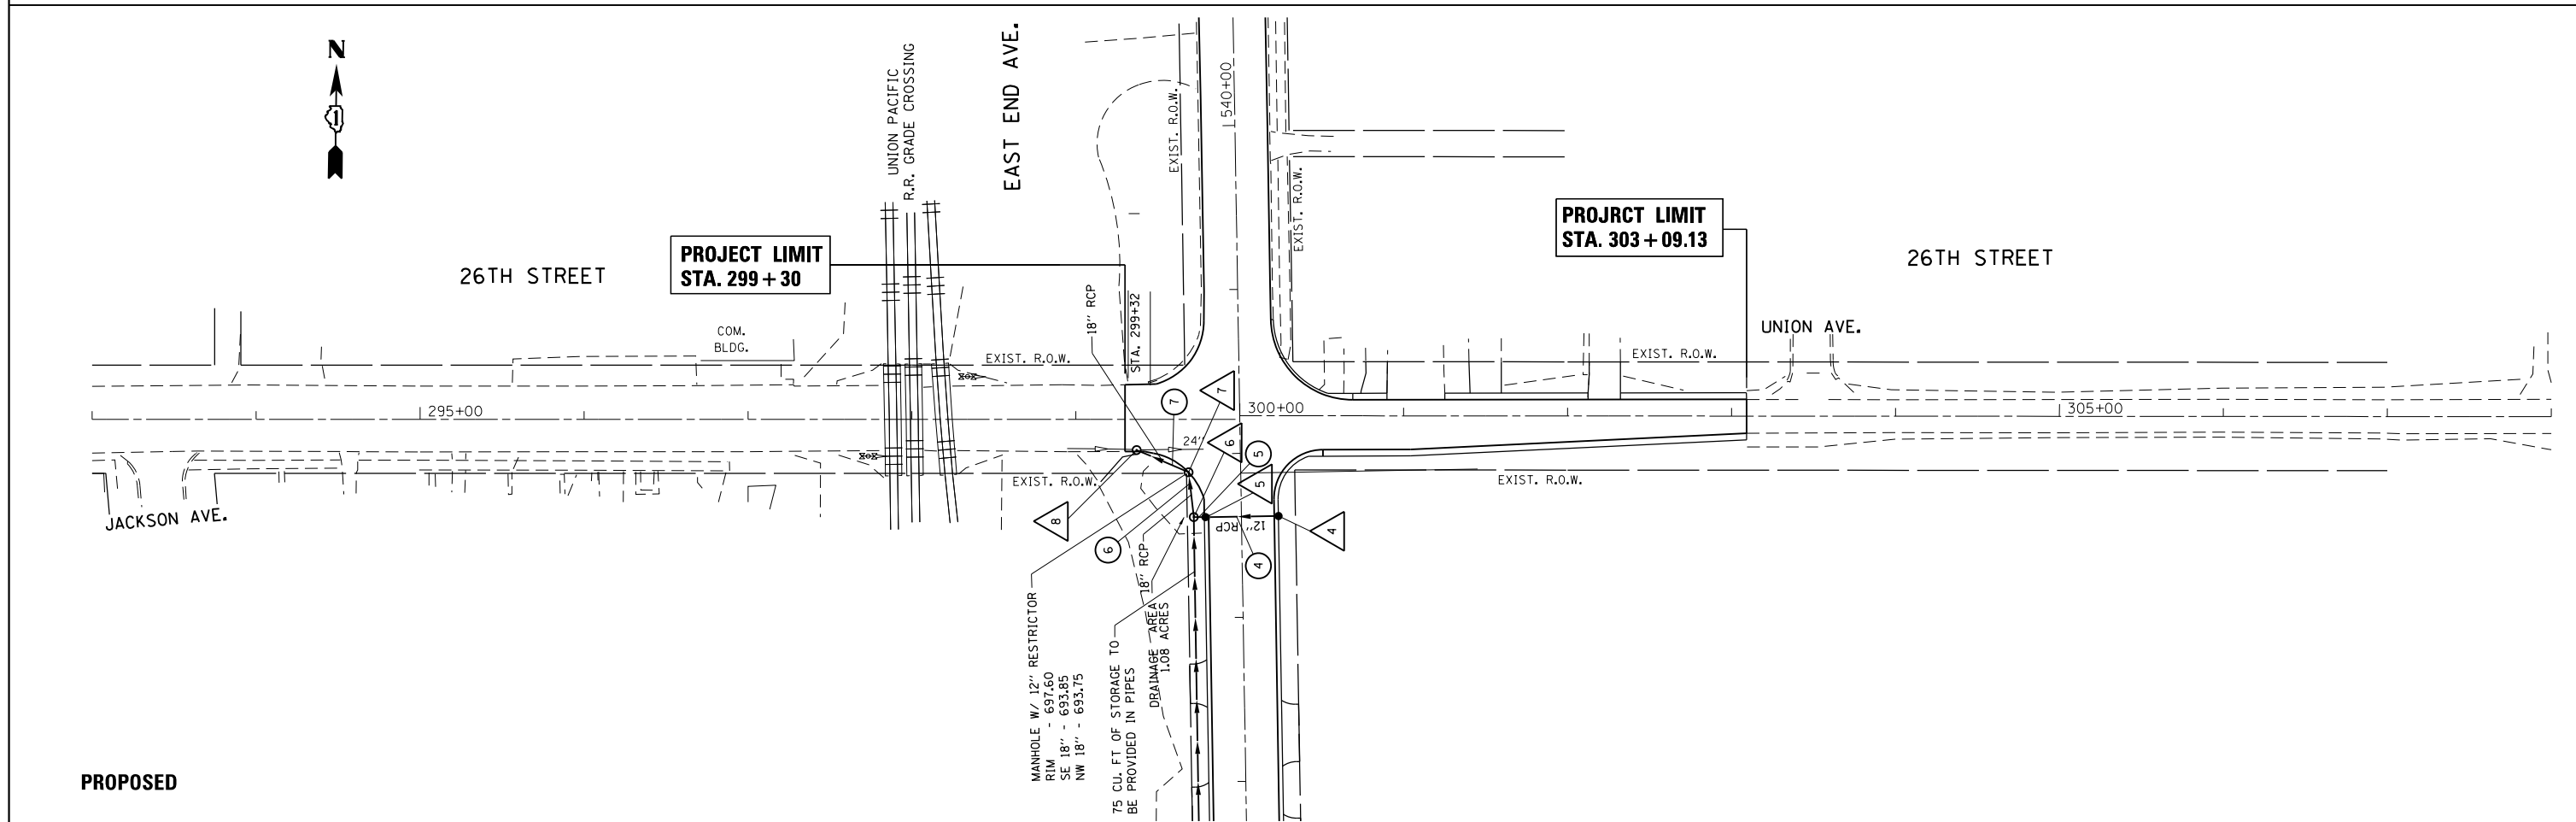 N
1
UNION PACIFIC
R.R. GRADE CROSSING
EAST END AVE.
EXIST. R.O.W.
540+00
EXIST. R.O.W.
PROJECT LIMIT
STA. 299+30
PROJRCT LIMIT
STA. 303+09.13
26TH STREET
26TH STREET
COM.
BLDG.
18" RCP
STA. 299+32
EXIST. R.O.W.
EXIST. R.O.W.
UNION AVE.
295+00
300+00
305+00
7
7
24"
6
5
5
EXIST. R.O.W.
EXIST. R.O.W.
JACKSON AVE.
8
6
12" RCP
4
4
18" RCP
MANHOLE W/ 12" RESTRICTOR
RIM - 697.60
SE 18" - 693.85
NW 18" - 693.75
75 CU. FT OF STORAGE TO
BE PROVIDED IN PIPES
DRAINAGE AREA
1.08 ACRES
PROPOSED